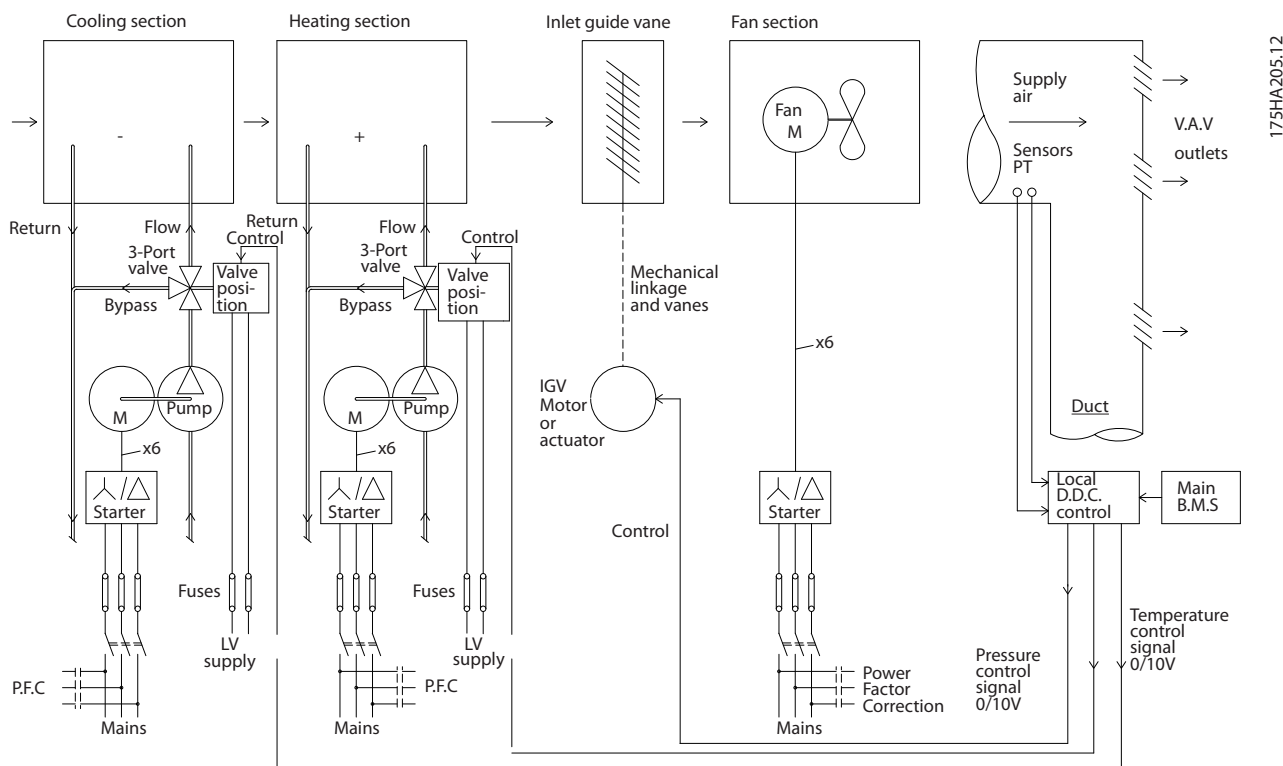 Cooling section
Heating section
Inlet guide vane
Fan section
175HA205.12
-
+
Fan
M
Supply
air
Sensors
PT
V.A.V
outlets
Return
Flow
Control
3-Port
valve
Valve
posi-
tion
Bypass
Return
Flow
Control
3-Port
valve
Valve
posi-
tion
Bypass
Mechanical
linkage
and vanes
x6
M
Pump
x6
M
Pump
x6
IGV
Motor
or
actuator
Duct
Starter
Starter
Starter
Local
D.D.C.
control
Main
B.M.S
Control
Fuses
Fuses
LV
supply
LV
supply
P.F.C
P.F.C
Mains
Mains
Mains
Power
Factor
Correction
Pressure
control
signal
0/10V
Temperature
control
signal
0/10V